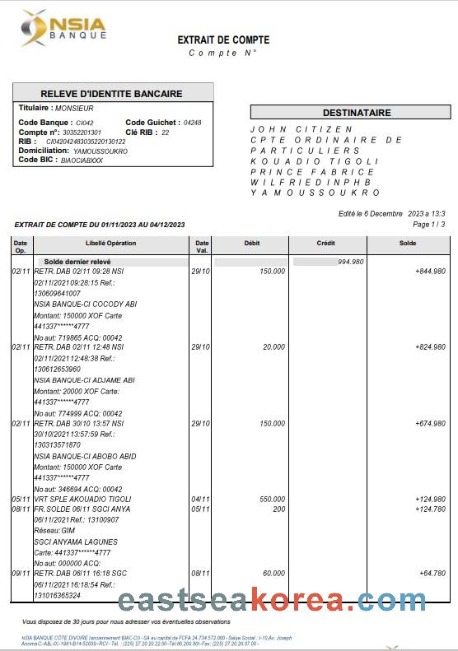 NSIA
BANQUE
EXTRAIT DE COMPTE
Compte N°
RELEVE D'IDENTITE BANCAIRE
Titulaire : MONSIEUR
Code Banque : CI042 Code Guichet : 04248
Compte n°: 30352201301 Clé RIB : 22
RIB : CI0420424830352201301​22
Domiciliation: YAMOUSSOUKRO
Code BIC : BIAOCIABXXX
DESTINATAIRE
JOHN CITIZEN
CPTE ORDINAIRE DE
PARTICULIERS
KOUADIO TIGOLI
PRINCE FABRICE
WILFRIEDINPHB
YAMOUSSOUKRO
Edité le 6 Decembre 2023 a 13:3
EXTRAIT DE COMPTE DU 01/11/2023 AU 04/12/2023 Page 1 / 3
Date Op. Libellé Opération Date Val. Débit Crédit Solde
Solde dernier relevé 994.980
02/11 RETR. DAB 02/11 09:28 NSI 29/10 150.000 +844.980
02/11/2021 09:28:15 Ref.:
130609641007
NSIA BANQUE-CI COCODY ABI
Montant: 150000 XOF Carte
441337******4777
No aut: 719865 ACQ: 00042
02/11 RETR. DAB 02/11 12:48 NSI 29/10 20.000 +824.980
02/11/2021 12:48:38 Ref.:
130612653960
NSIA BANQUE-CI ADJAME ABI
Montant: 20000 XOF Carte:
441337******4777
No aut: 774999 ACQ: 00042
02/11 RETR. DAB 30/10 13:57 NSI 29/10 150.000 +674.980
30/10/2021 13:57:59 Ref.:
130313571870
NSIA BANQUE-CI ABOBO ABID
Montant: 150000 XOF Carte
441337******4777
No aut: 346694 ACQ: 00042
05/11 VRT SPLE AKOUADIO TIGOLI 04/11 550.000 +124.980
08/11 FR. SOLDE 06/11 SGCI ANYA 05/11 200 +124.780
06/11/2021 Ref.: 13100907
Réseau: GIM
SGCI ANYAMA LAGUNES
Carte: 441337******4777
No aut: 000000 ACQ:
09/11 RETR. DAB 06/11 16:18 SGC 08/11 60.000 +64.780
06/11/2021 16:18:54 Ref.:
131016365324
eastseakorea.com
Vous disposez de 30 jours pour nous adresser vos éventuelles observations